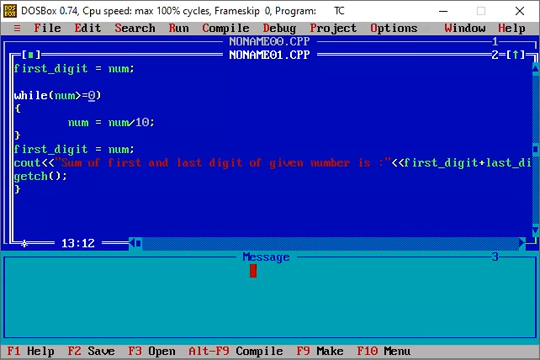 DOSBox 0.74, Cpu speed: max 100% cycles, Frameskip 0, Program: TC
≡ File Edit Search Run Compile Debug Project Options Window Help
NONAME00.CPP 1
[■] NONAME01.CPP 2=[↑]
first_digit = num;
while(num>=0)
{
num = num/10;
}
first_digit = num;
cout<<"Sum of first and last digit of given number is :"<<first_digit+last_di
getch();
}
* 13:12
Message 3
F1 Help F2 Save F3 Open Alt-F9 Compile F9 Make F10 Menu